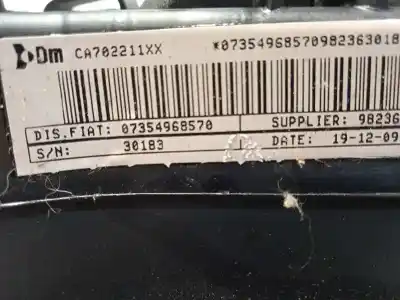 Dm CA702211XX *07354968570982363018
DIS.FIAT: 07354968570 SUPPLIER: 98236
S/N: 30183 DATE: 19-12-09